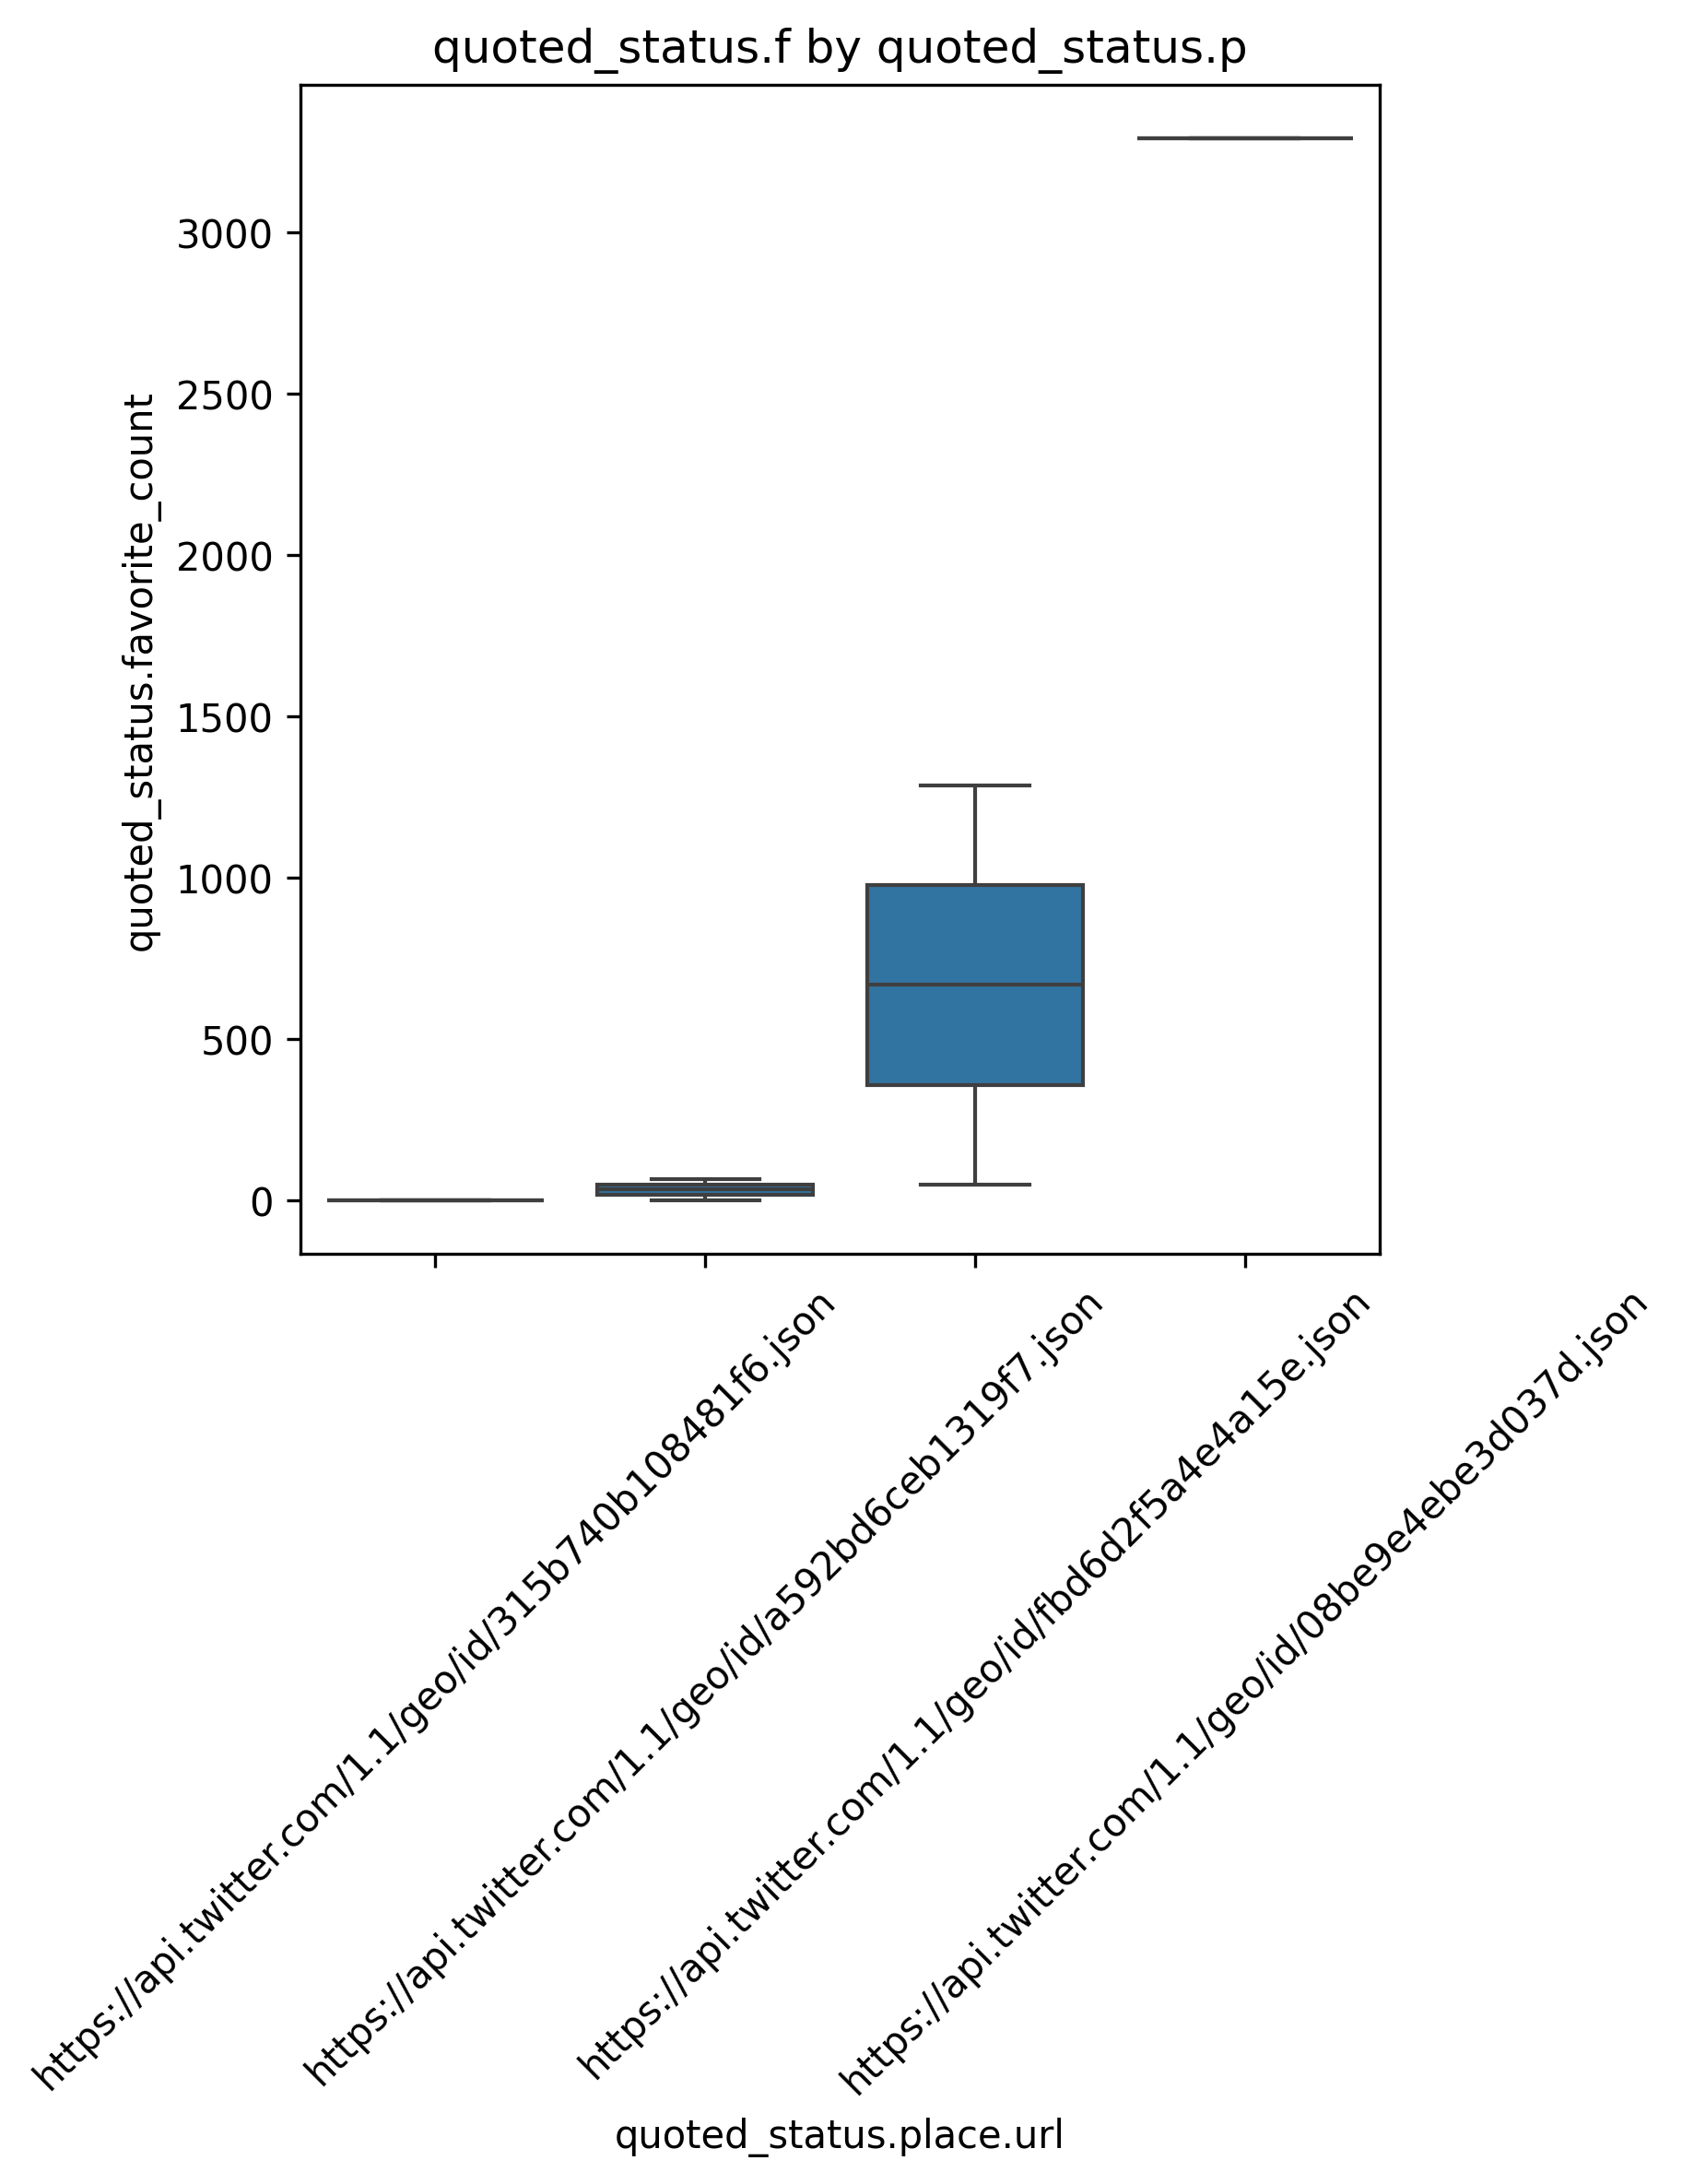 quoted_status.f by quoted_status.p
quoted_status.favorite_count
3000
2500
2000
1500
1000
500
0
https://api.twitter.com/1.1/geo/id/315b740b108481f6.json
https://api.twitter.com/1.1/geo/id/a592bd6ceb1319f7.json
https://api.twitter.com/1.1/geo/id/fbd6d2f5a4e4a15e.json
https://api.twitter.com/1.1/geo/id/08be9e4ebe3d037d.json
quoted_status.place.url